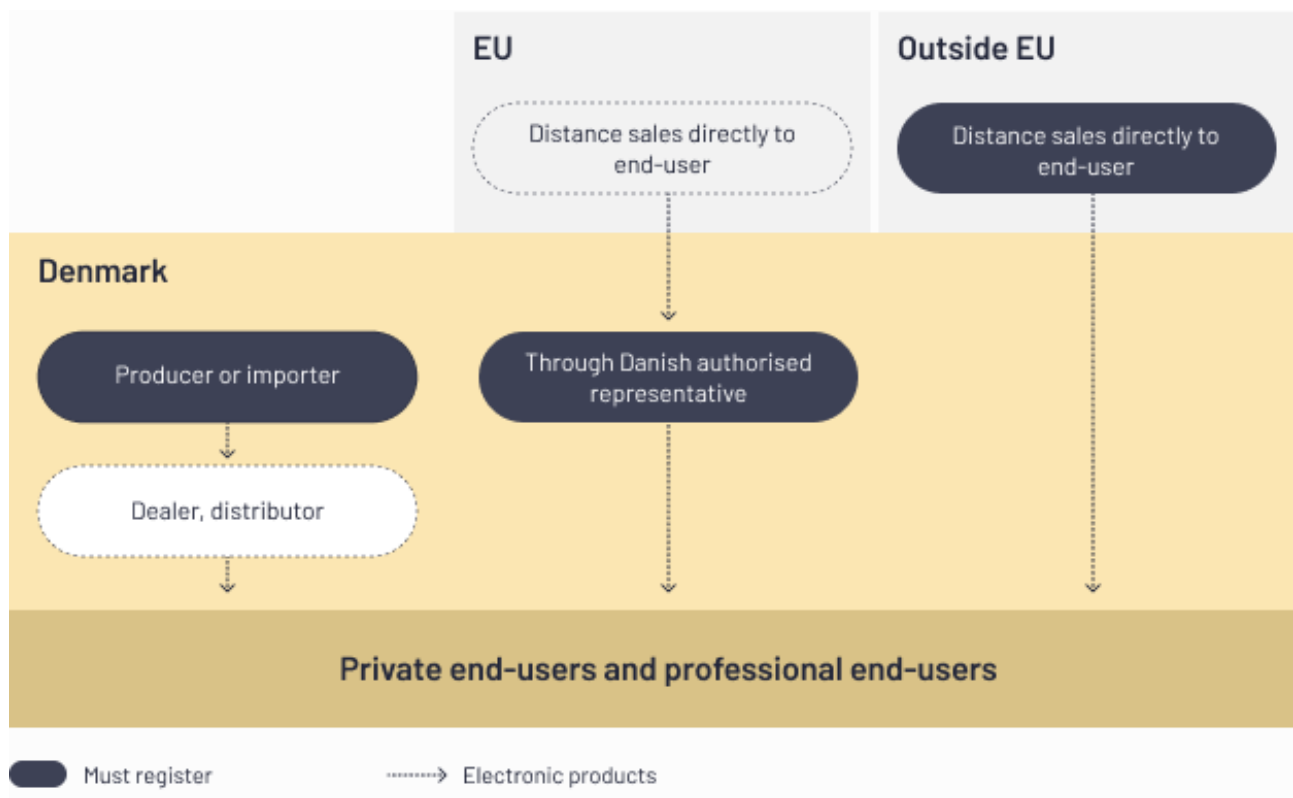 EU
Outside EU
Distance sales directly to
end-user
Distance sales directly to
end-user
Denmark
Producer or importer
Through Danish authorised
representative
Dealer, distributor
Private end-users and professional end-users
Must register
Electronic products